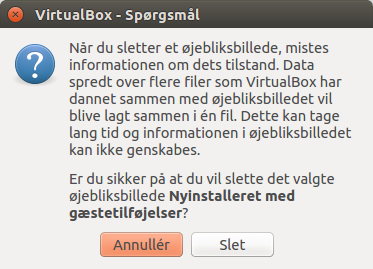 VirtualBox - Spørgsmål
Når du sletter et øjebliksbillede, mistes
informationen om dets tilstand. Data
spredt over flere filer som VirtualBox har
dannet sammen med øjebliksbilledet vil
blive lagt sammen i én fil. Dette kan tage
lang tid og informationen i øjebliksbilledet
kan ikke genskabes.
Er du sikker på at du vil slette det valgte
øjebliksbillede Nyinstalleret med
gæstetilføjelser?
Annullér Slet